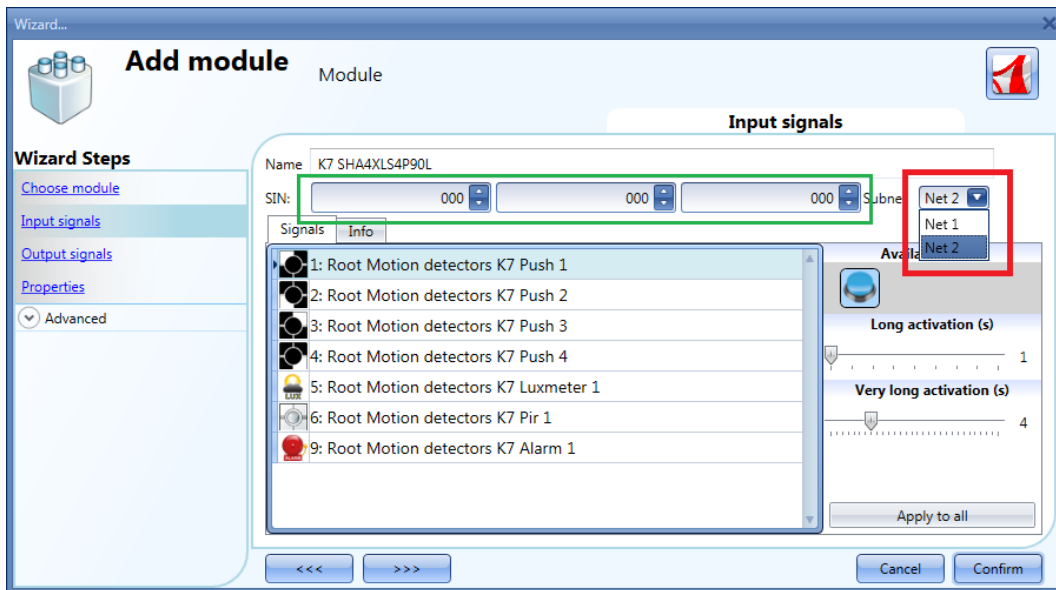 Wizard...
Add module
Module
Input signals
Wizard Steps
Choose module
Input signals
Output signals
Properties
Advanced
Name K7 SHA4XLS4P90L
SIN: 000 000 000 Subne Net 2
Net 1
Net 2
Signals Info
1: Root Motion detectors K7 Push 1
2: Root Motion detectors K7 Push 2
3: Root Motion detectors K7 Push 3
4: Root Motion detectors K7 Push 4
LUX
5: Root Motion detectors K7 Luxmeter 1
6: Root Motion detectors K7 Pir 1
ALARM
9: Root Motion detectors K7 Alarm 1
Availa
Long activation (s)
1
Very long activation (s)
4
Apply to all
<<< >>> Cancel Confirm